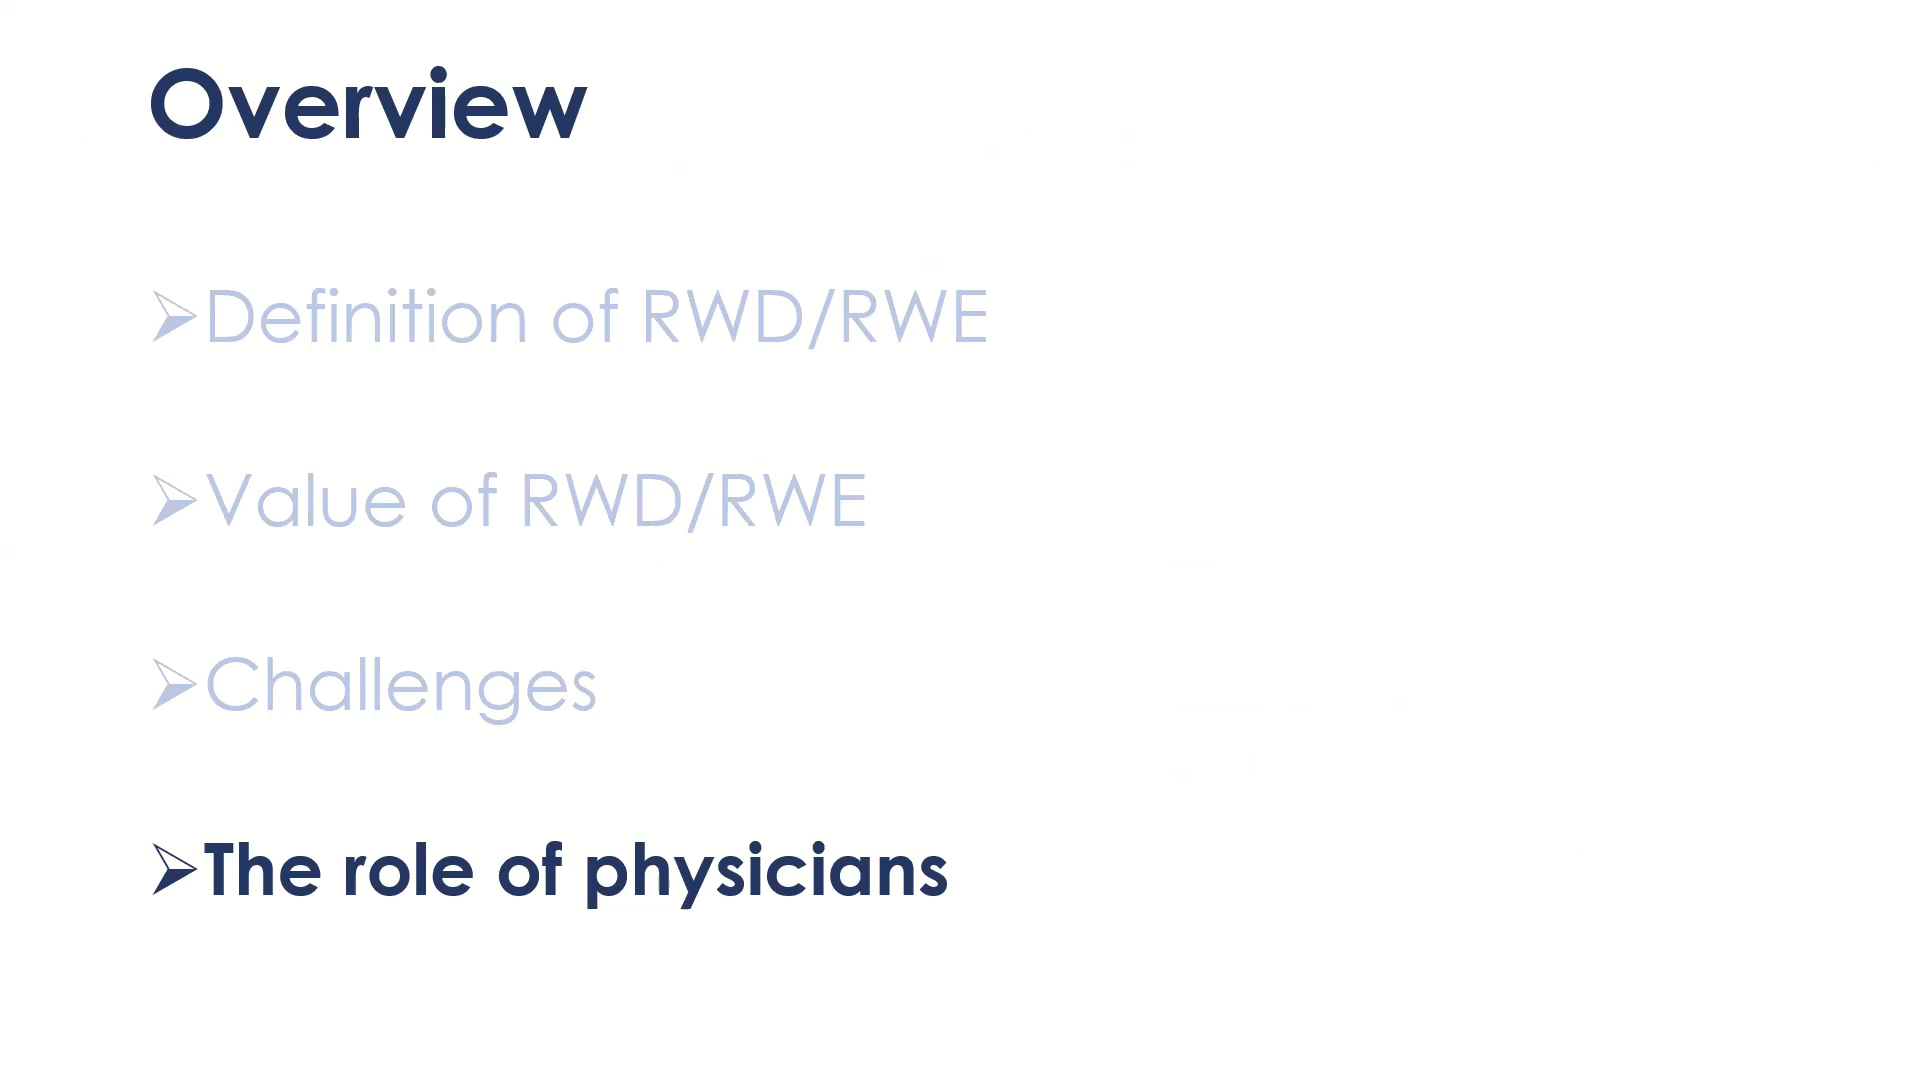 Overview
➢Definition of RWD/RWE
➢Value of RWD/RWE
➢Challenges
➢The role of physicians